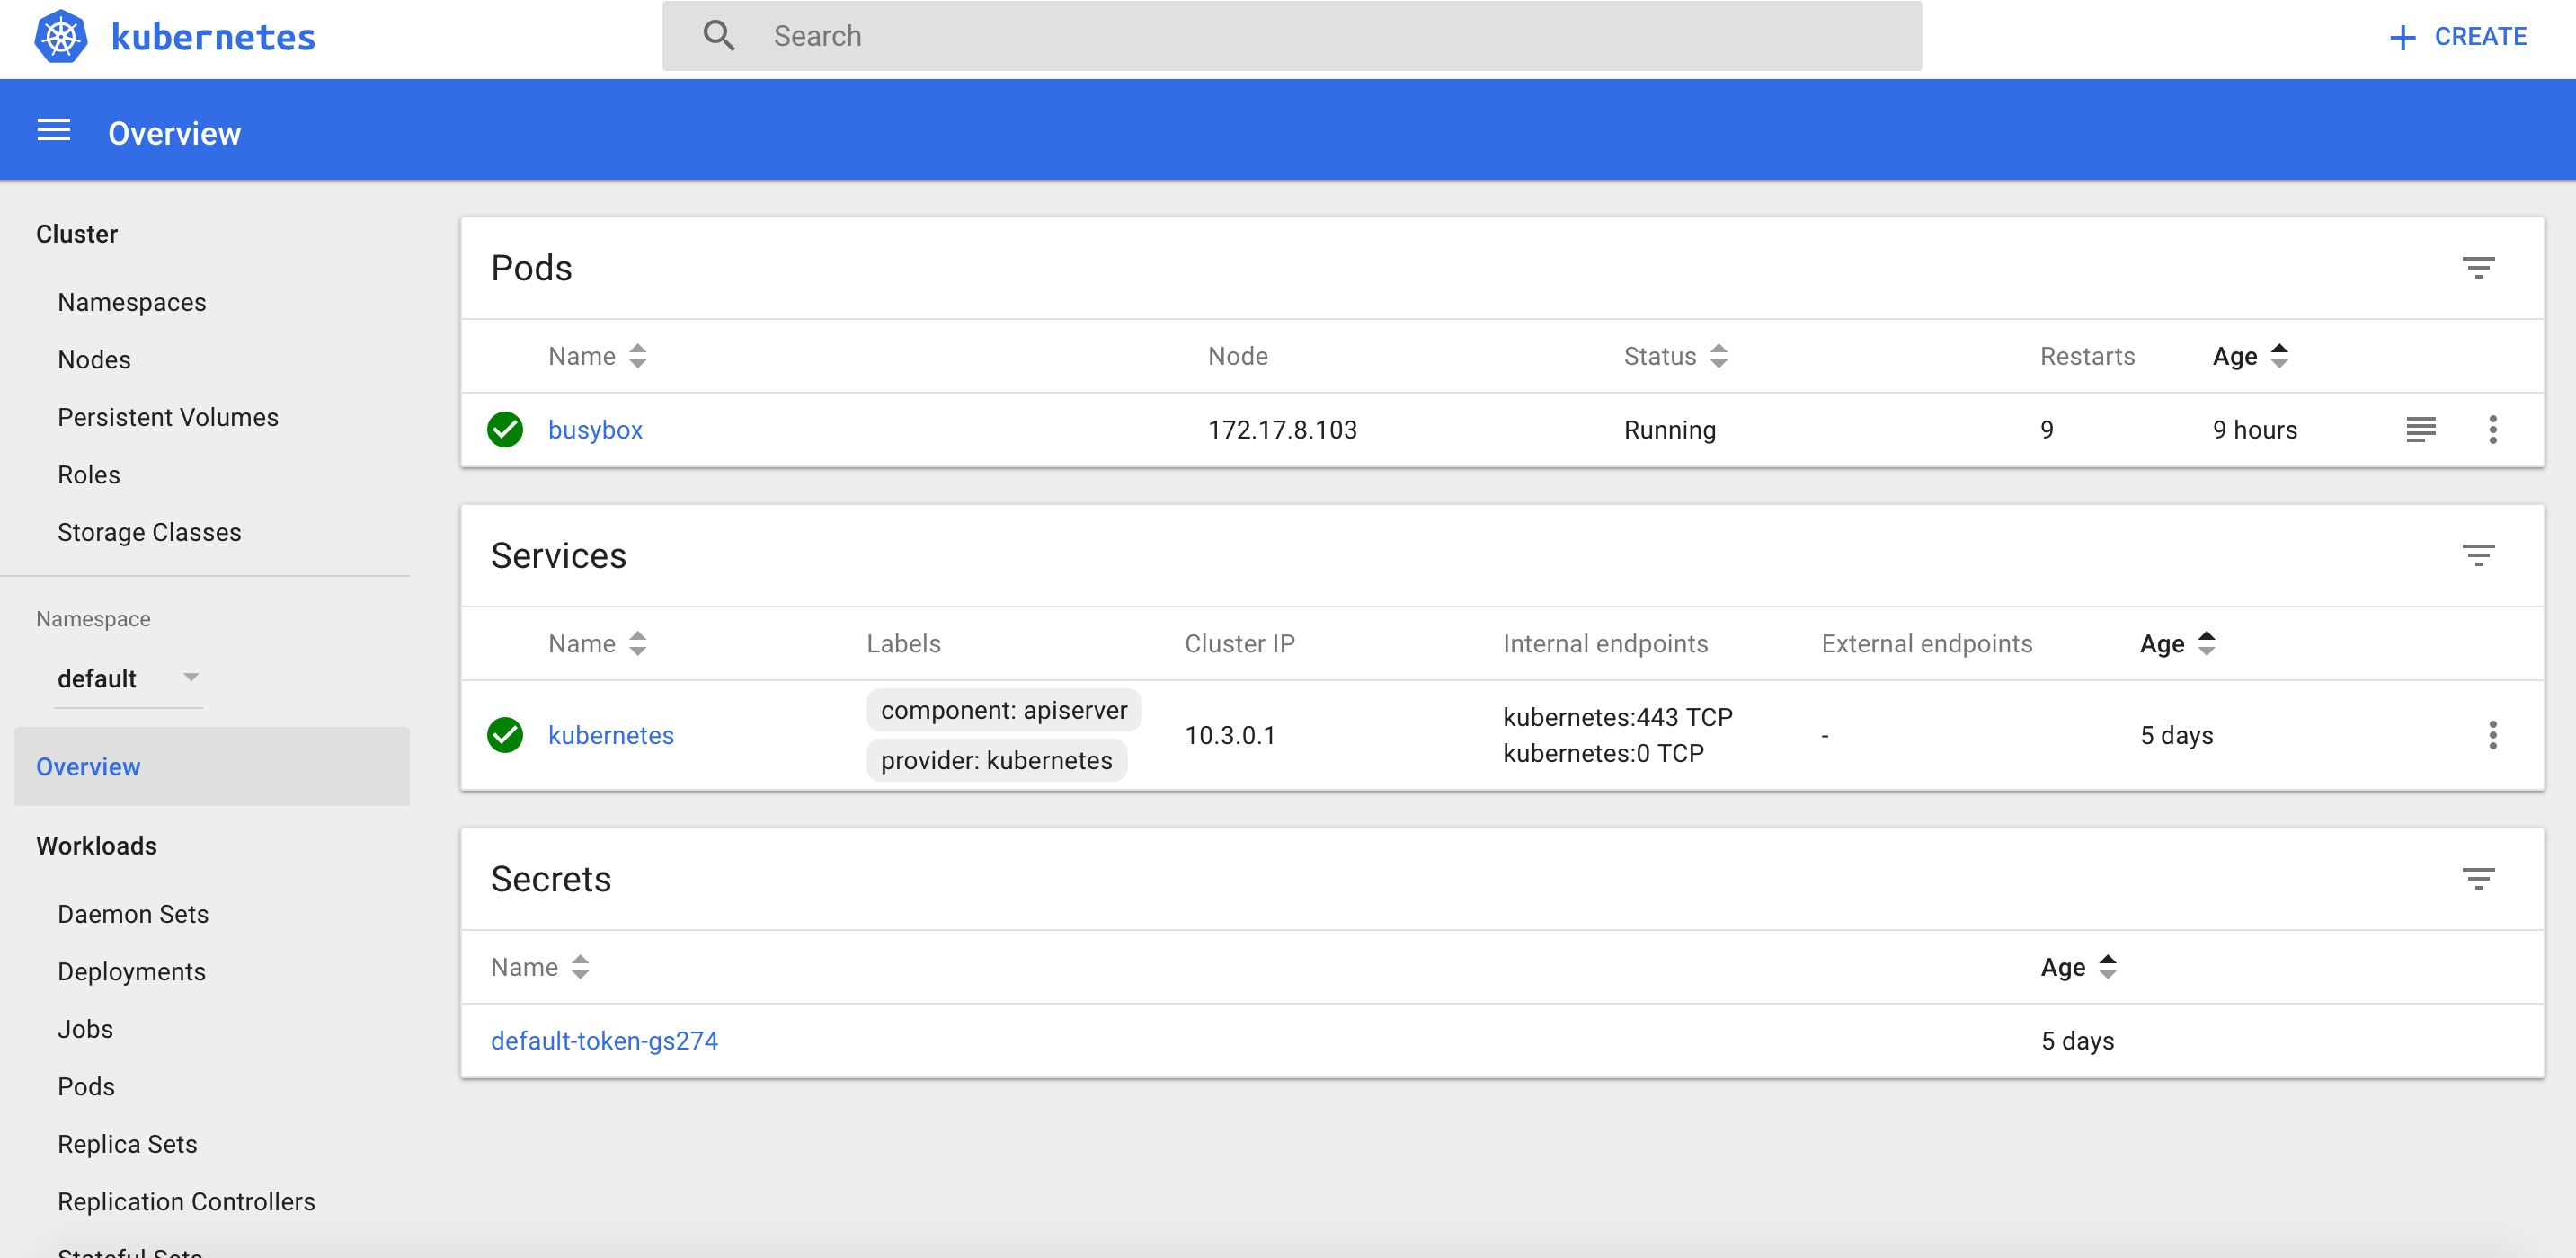 kubernetes
Search
CREATE
Overview
Cluster
Namespaces
Nodes
Persistent Volumes
Roles
Storage Classes
Namespace
default
Overview
Workloads
Daemon Sets
Deployments
Jobs
Pods
Replica Sets
Replication Controllers
Stateful Sets
Pods
Name Node Status Restarts Age
busybox 172.17.8.103 Running 9 9 hours
Services
Name Labels Cluster IP Internal endpoints External endpoints Age
kubernetes component: apiserver 10.3.0.1 kubernetes:443 TCP - 5 days
provider: kubernetes kubernetes:0 TCP
Secrets
Name Age
default-token-gs274 5 days